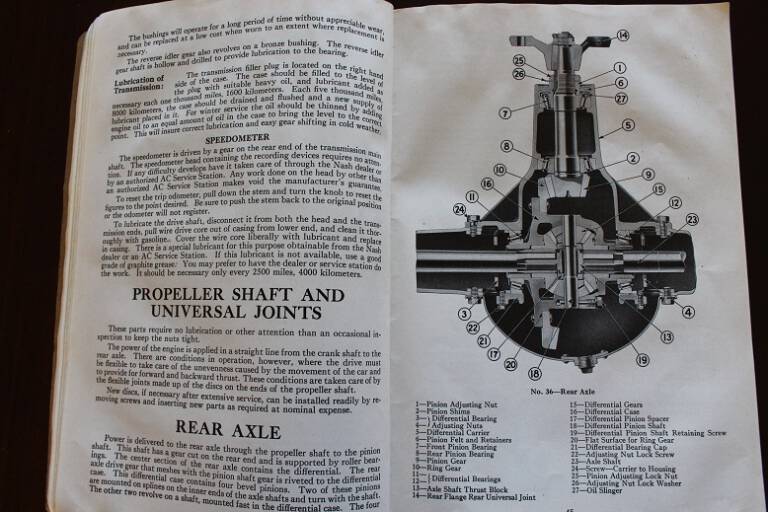 The bushings will operate for a long period of time without appreciable wear,
and can be replaced at a low cost when worn to an extent where replacement is
necessary.
The reverse idler gear also revolves on a bronze bushing. The reverse idler
gear shaft is hollow and drilled to provide lubrication to the bearing.
Lubrication of Transmission: The transmission filler plug is located on the right hand
side of the case. The case should be filled to the level of
the plug with suitable heavy oil, and lubricant added as
necessary each one thousand miles, 1600 kilometers. Each five thousand miles,
8000 kilometers, the case should be drained and flushed and a new supply of
lubricant placed in it. For winter service the oil should be thinned by adding
engine oil to an equal amount of oil in the case to bring the level to the correct
point. This will insure correct lubrication and easy gear shifting in cold weather.
SPEEDOMETER
The speedometer is driven by a gear on the rear end of the transmission main
shaft. The speedometer head containing the recording devices requires no atten-
tion. If any difficulty develops have it taken care of through the Nash dealer or
by an authorized AC Service Station. Any work done on the head by other than
an authorized AC Service Station makes void the manufacturer's guarantee.
To reset the trip odometer, pull down the stem and turn the knob to reset the
figures to the point desired. Be sure to push the stem back to the original position
or the odometer will not register.
To lubricate the drive shaft, disconnect it from both the head and the trans-
mission ends, pull wire drive core out of casing from lower end, and clean it thor-
oughly with gasoline. Cover the wire core liberally with lubricant and replace
in casing. There is a special lubricant for this purpose obtainable from the Nash
dealer or an AC Service Station. If this lubricant is not available, use a good
grade of graphite grease. You may prefer to have the dealer or service station do
the work. It should be necessary only every 2500 miles, 4000 kilometers.
PROPELLER SHAFT AND
UNIVERSAL JOINTS
These parts require no lubrication or other attention than an occasional in-
spection to keep the nuts tight.
The power of the engine is applied in a straight line from the crank shaft to the
rear axle. There are conditions in operation, however, where the drive must
be flexible to take care of the unevenness caused by the movement of the car and
to provide for forward and backward thrust. These conditions are taken care of by
the flexible joints made up of the discs on the ends of the propeller shaft.
New discs, if necessary after extensive service, can be installed readily by re-
moving screws and inserting new parts as required at nominal expense.
REAR AXLE
Power is delivered to the rear axle through the propeller shaft to the pinion
shaft. This shaft has a gear cut on the rear end and is supported by roller bear-
ings. The center section of the rear axle contains the differential. The rear
axle drive gear that meshes with the pinion shaft gear is riveted to the differential
case. This differential case contains four bevel pinions. Two of these pinions
are mounted on splines on the inner ends of the axle shafts and turn with the shaft.
The other two revolve on a shaft, mounted fast in the differential case. The four
14
25
26
1
6
7
27
5
8
2
10
9
16
15
11
12
24
23
3
4
22
21
13
17
20
19
18
No. 36—Rear Axle
1—Pinion Adjusting Nut
2—Pinion Shims
3— } Differential Bearing
4— } Adjusting Nuts
5—Differential Carrier
6—Pinion Felt and Retainers
7—Front Pinion Bearing
8—Rear Pinion Bearing
9—Pinion Gear
10—Ring Gear
11— } Differential Bearings
12— }
13—Axle Shaft Thrust Block
14—Rear Flange Rear Universal Joint
15—Differential Gears
16—Differential Case
17—Differential Pinion Spacer
18—Differential Pinion Shaft
19—Differential Pinion Shaft Retaining Screw
20—Flat Surface for Ring Gear
21—Differential Bearing Cap
22—Adjusting Nut Lock Screw
23—Axle Shaft
24—Screw—Carrier to Housing
25—Pinion Adjusting Lock Nut
26—Adjusting Nut Lock Washer
27—Oil Slinger